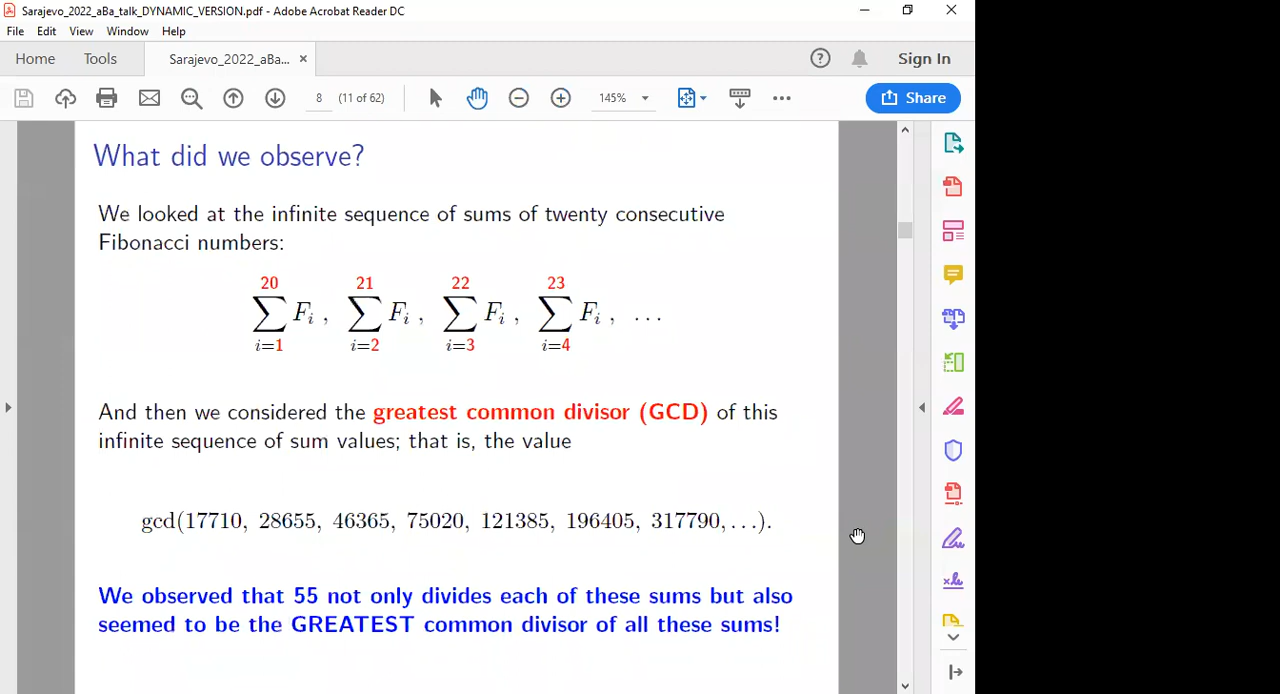 Sarajevo_2022_aBa_talk_DYNAMIC_VERSION.pdf - Adobe Acrobat Reader DC
File Edit View Window Help
Home Tools Sarajevo_2022_aBa... × Sign In
8 (11 of 62) 145% Share
What did we observe?
We looked at the infinite sequence of sums of twenty consecutive
Fibonacci numbers:
20 21 22 23
∑ Fᵢ , ∑ Fᵢ , ∑ Fᵢ , ∑ Fᵢ , ...
i=1 i=2 i=3 i=4
And then we considered the greatest common divisor (GCD) of this
infinite sequence of sum values; that is, the value
gcd(17710, 28655, 46365, 75020, 121385, 196405, 317790, ...).
We observed that 55 not only divides each of these sums but also
seemed to be the GREATEST common divisor of all these sums!